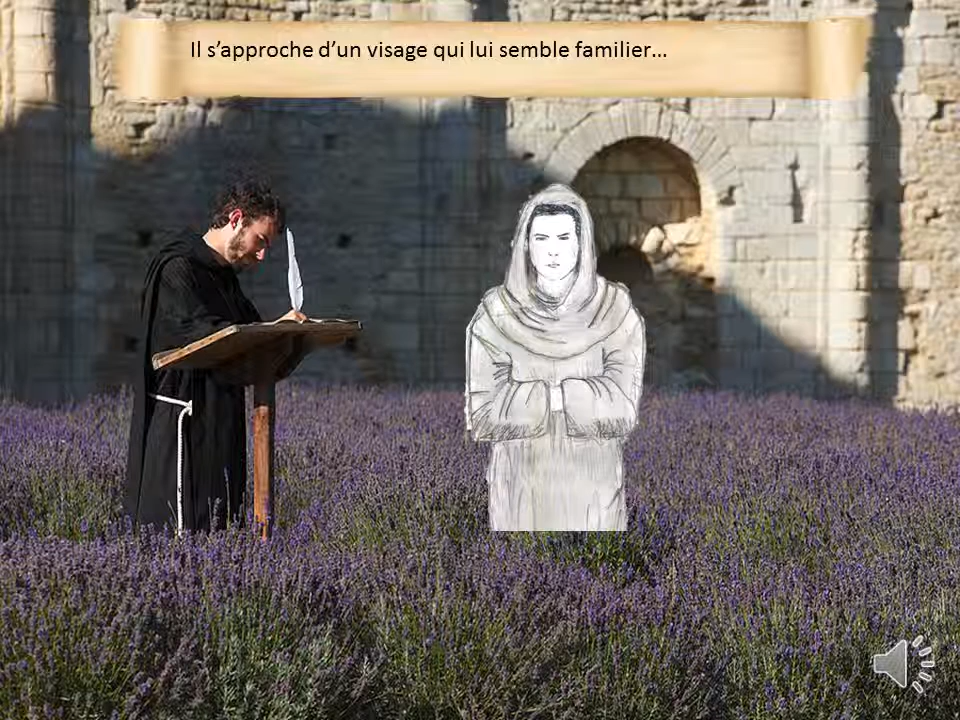 Il s’approche d’un visage qui lui semble familier…